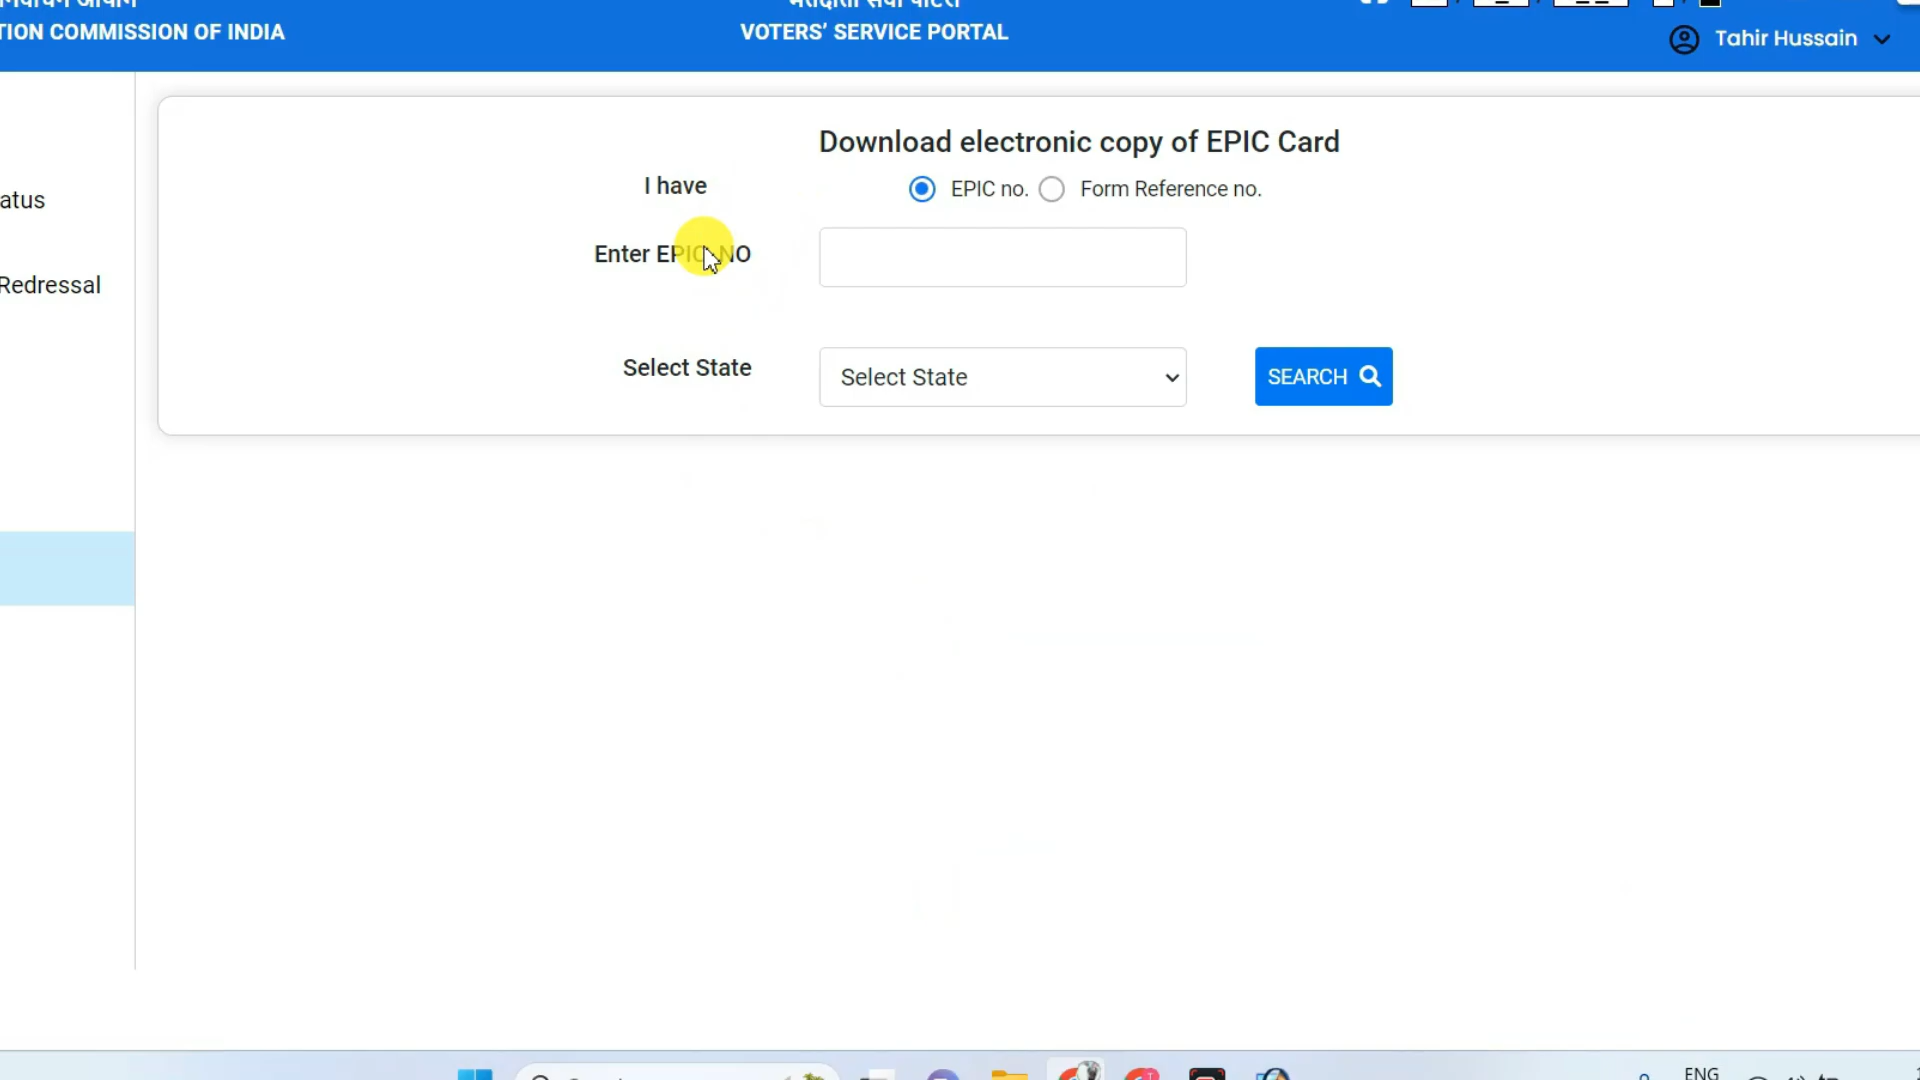 TION COMMISSION OF INDIA
VOTERS’ SERVICE PORTAL
Tahir Hussain
Download electronic copy of EPIC Card
I have
EPIC no.
Form Reference no.
atus
Enter EPIC NO
Redressal
Select State
Select State
SEARCH
ENG